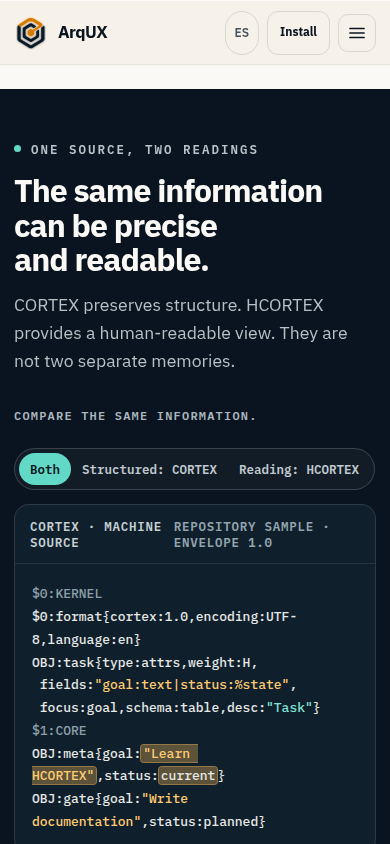 ArqUX
ES
Install
ONE SOURCE, TWO READINGS
The same information
can be precise
and readable.
CORTEX preserves structure. HCORTEX
provides a human-readable view. They are
not two separate memories.
COMPARE THE SAME INFORMATION.
Both
Structured: CORTEX
Reading: HCORTEX
CORTEX · MACHINE
SOURCE
REPOSITORY SAMPLE ·
ENVELOPE 1.0
$0:KERNEL
$0:format{cortex:1.0,encoding:UTF-
8,language:en}
OBJ:task{type:attrs,weight:H,
fields:"goal:text|status:%state",
focus:goal,schema:table,desc:"Task"}
$1:CORE
OBJ:meta{goal:"Learn
HCORTEX",status:current}
OBJ:gate{goal:"Write
documentation",status:planned}